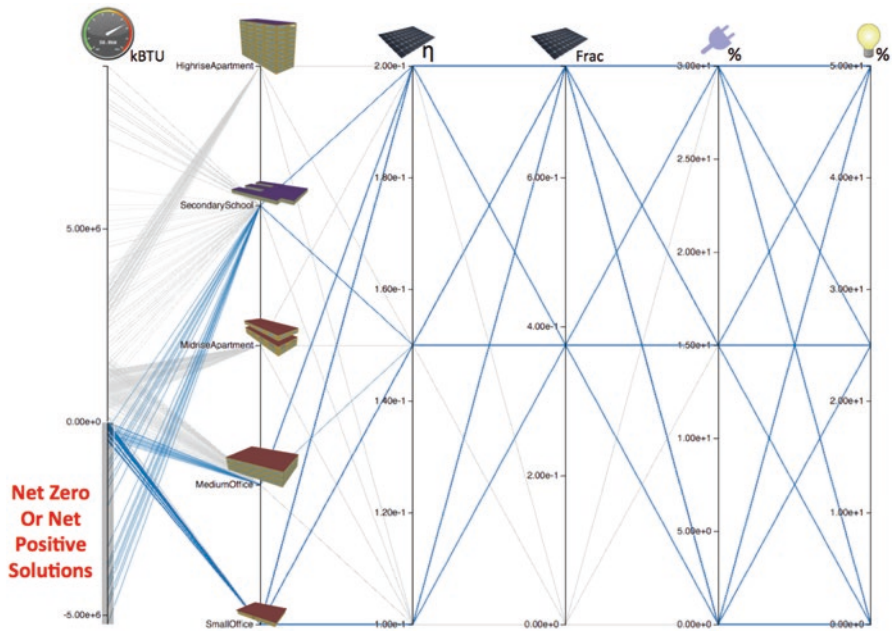 kBTU
η
Frac
%
%
HighriseApartment
SecondarySchool
MidriseApartment
MediumOffice
SmallOffice
5.00e+6
0.00e+0
-5.00e+6
2.00e-1
1.80e-1
1.60e-1
1.40e-1
1.20e-1
1.00e-1
6.00e-1
4.00e-1
2.00e-1
0.00e+0
3.00e+1
2.50e+1
2.00e+1
1.50e+1
1.00e+1
5.00e+0
0.00e+0
5.00e+1
4.00e+1
3.00e+1
2.00e+1
1.00e+1
0.00e+0
Net Zero
Or Net
Positive
Solutions